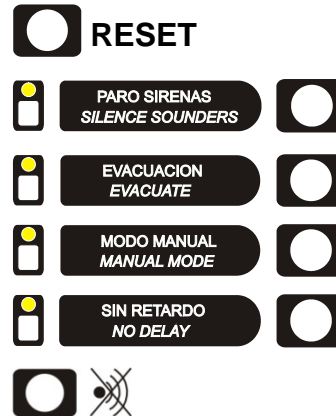 RESET
PARO SIRENAS
SILENCE SOUNDERS
EVACUACION
EVACUATE
MODO MANUAL
MANUAL MODE
SIN RETARDO
NO DELAY